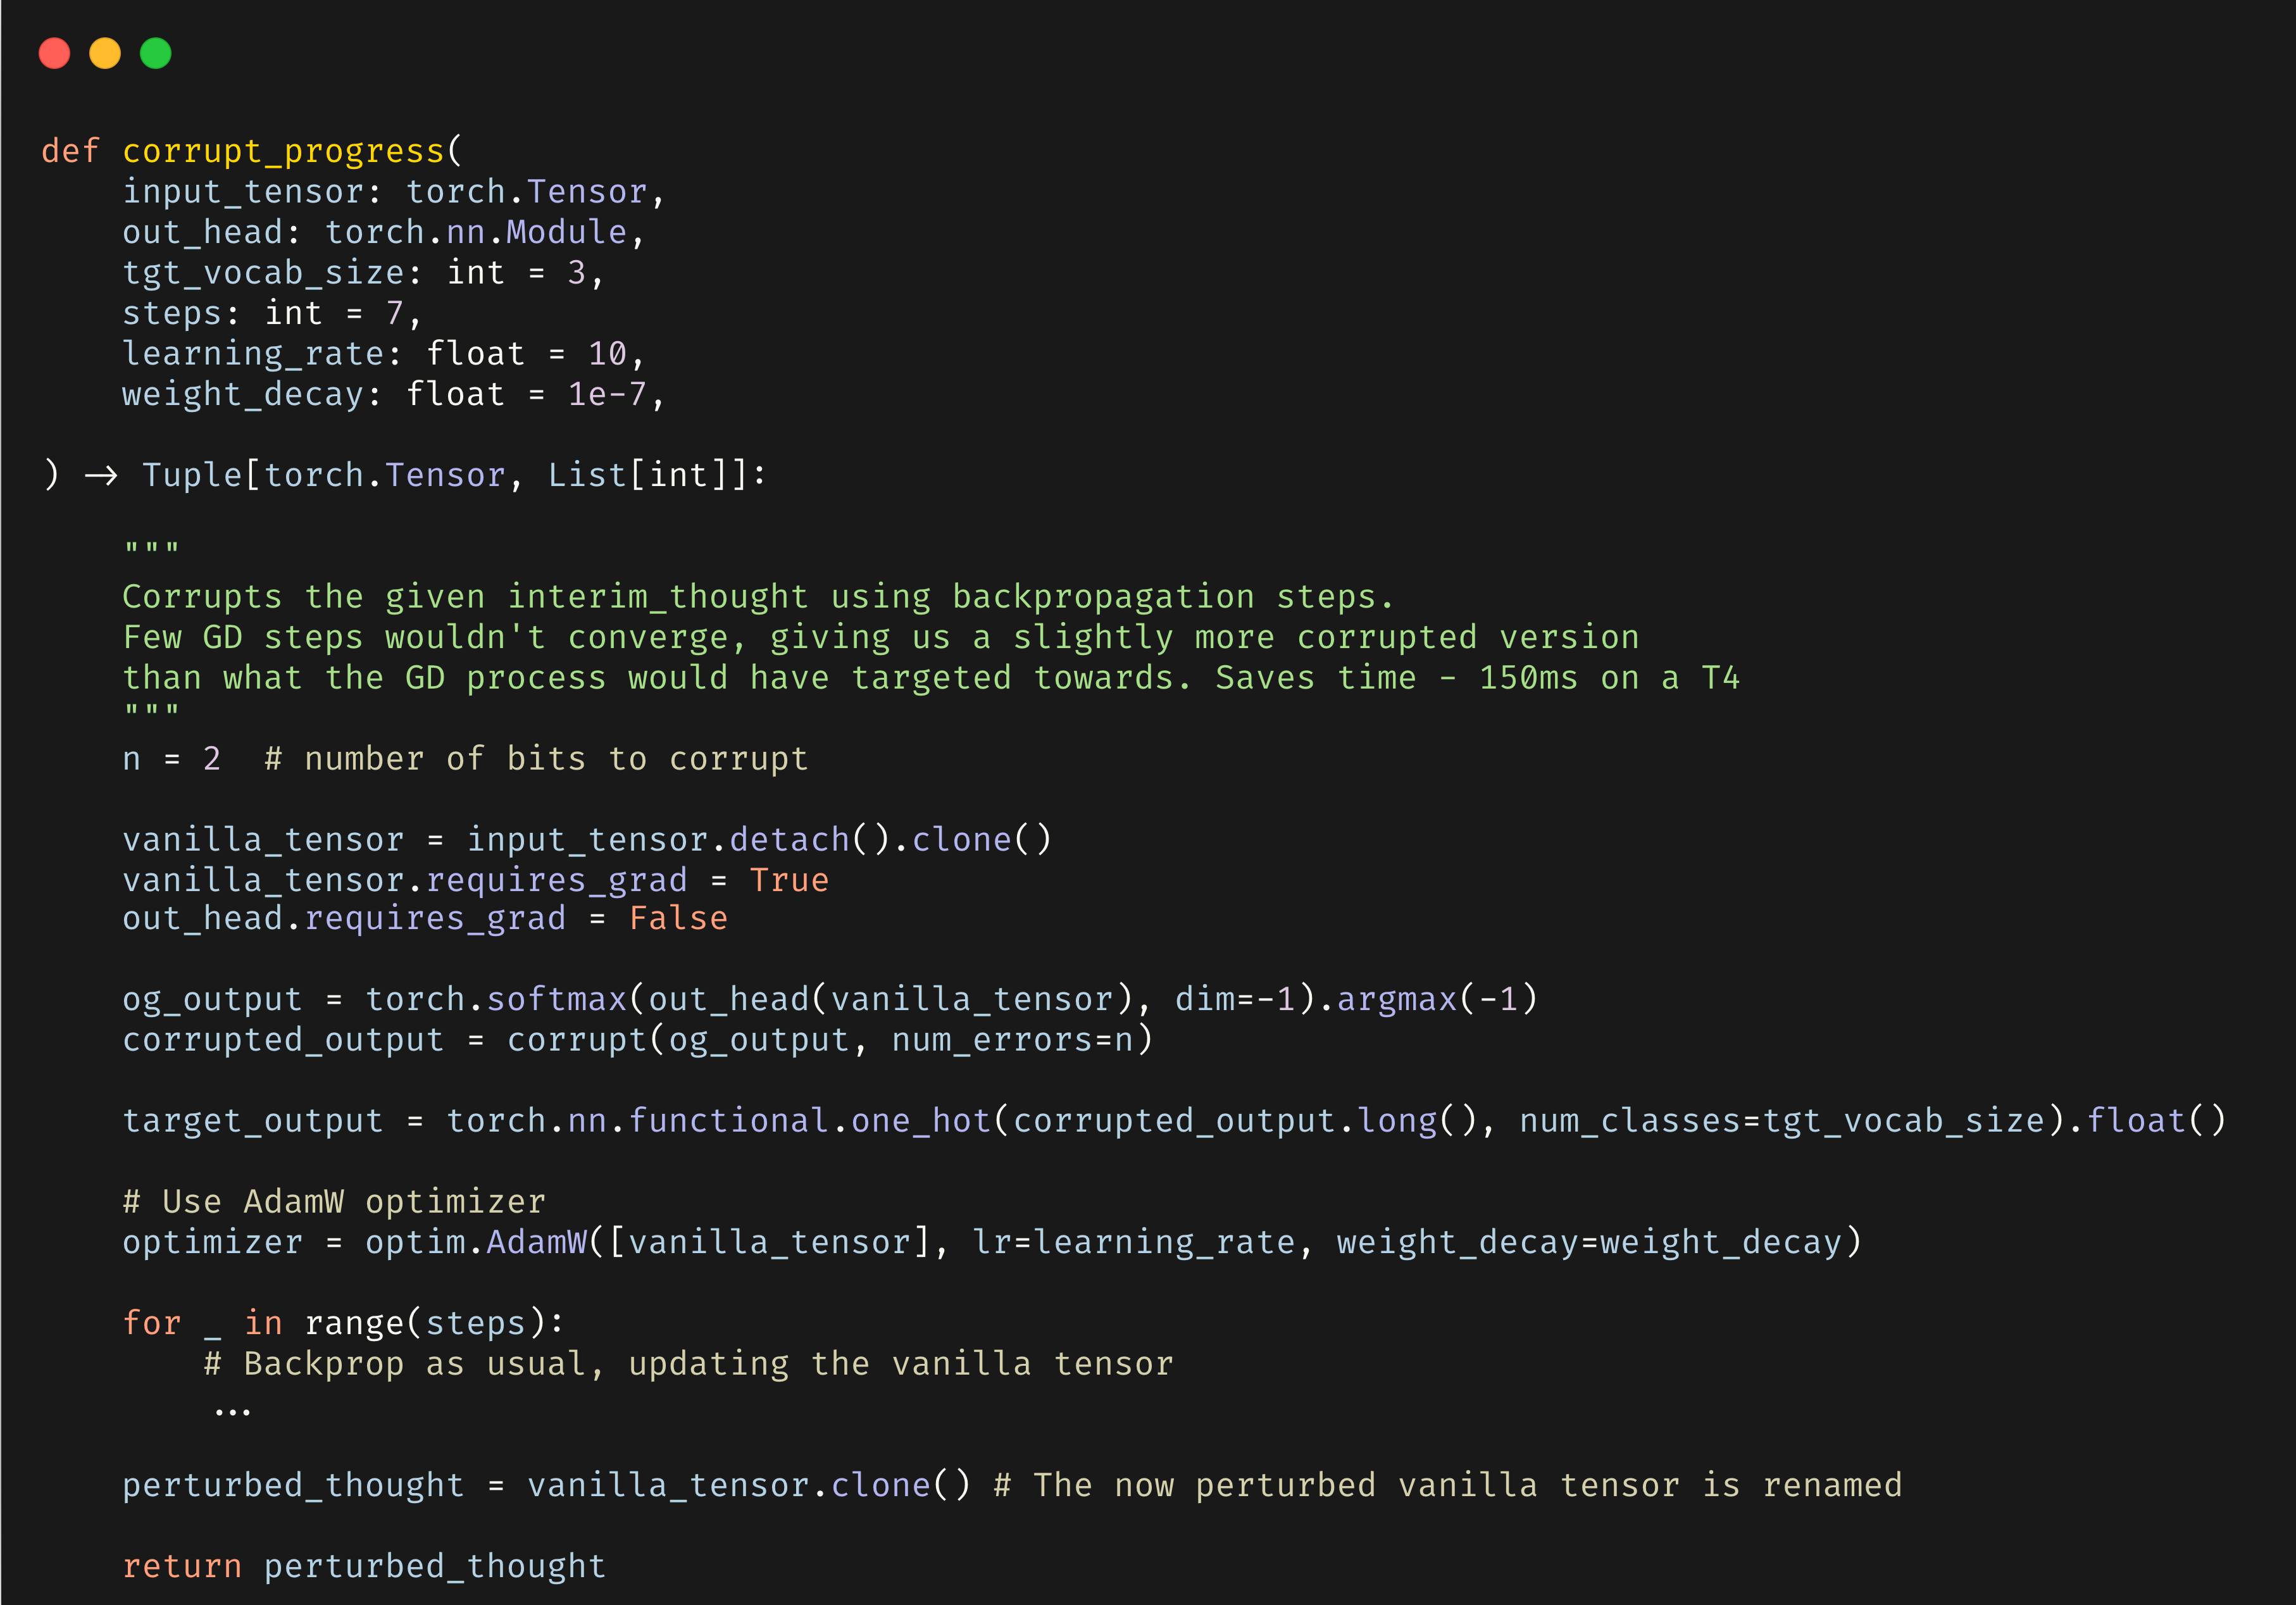 def corrupt_progress(
    input_tensor: torch.Tensor,
    out_head: torch.nn.Module,
    tgt_vocab_size: int = 3,
    steps: int = 7,
    learning_rate: float = 10,
    weight_decay: float = 1e-7,
) -> Tuple[torch.Tensor, List[int]]:
    """
    Corrupts the given interim_thought using backpropagation steps.
    Few GD steps wouldn't converge, giving us a slightly more corrupted version
    than what the GD process would have targeted towards. Saves time - 150ms on a T4
    """
    n = 2  # number of bits to corrupt
    vanilla_tensor = input_tensor.detach().clone()
    vanilla_tensor.requires_grad = True
    out_head.requires_grad = False
    og_output = torch.softmax(out_head(vanilla_tensor), dim=-1).argmax(-1)
    corrupted_output = corrupt(og_output, num_errors=n)
    target_output = torch.nn.functional.one_hot(corrupted_output.long(), num_classes=tgt_vocab_size).float()
    # Use AdamW optimizer
    optimizer = optim.AdamW([vanilla_tensor], lr=learning_rate, weight_decay=weight_decay)
    for _ in range(steps):
        # Backprop as usual, updating the vanilla tensor
        ...
    perturbed_thought = vanilla_tensor.clone() # The now perturbed vanilla tensor is renamed
    return perturbed_thought